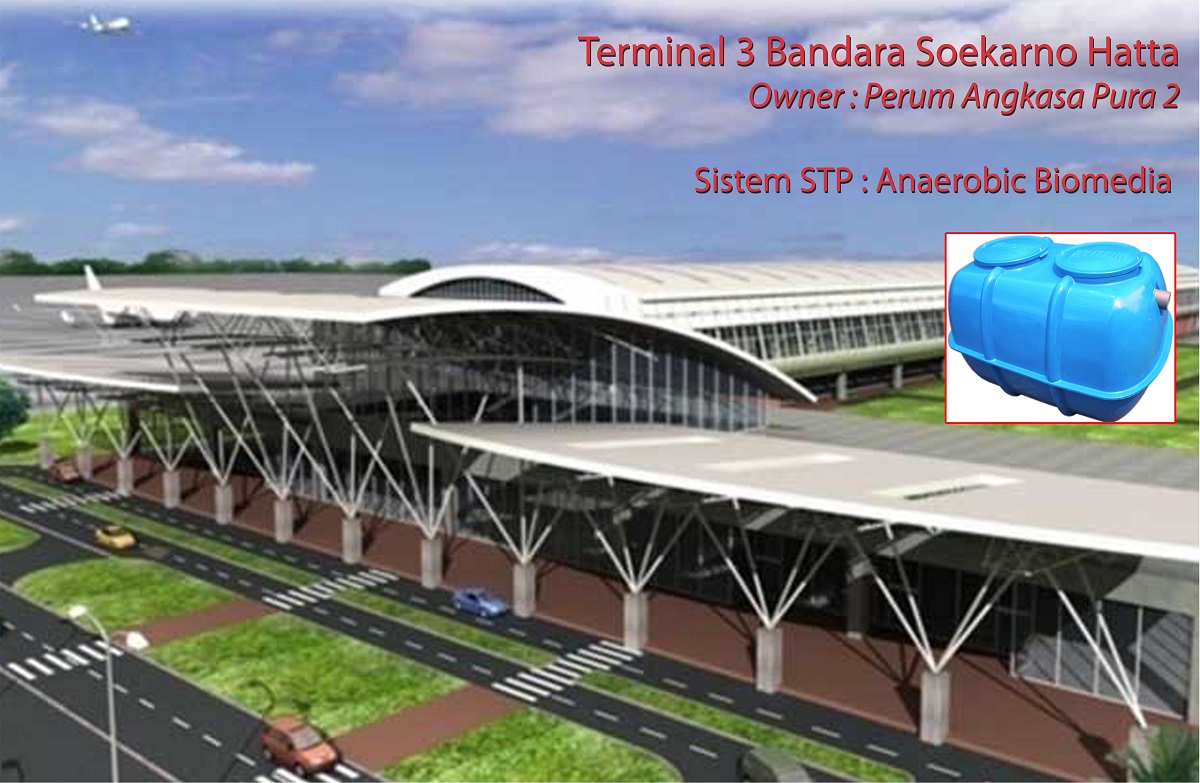 Terminal 3 Bandara Soekarno Hatta
Owner : Perum Angkasa Pura 2
Sistem STP : Anaerobic Biomedia